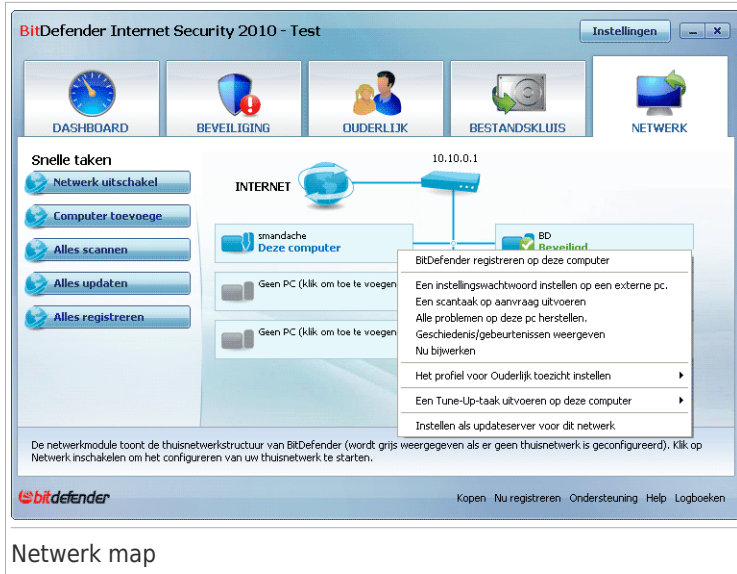 BitDefender Internet Security 2010 - Test
Instellingen
DASHBOARD
BEVEILIGING
OUDERLIJK
BESTANDSKLUIS
NETWERK
Snelle taken
Netwerk uitschakel
Computer toevoege
Alles scannen
Alles updaten
Alles registreren
10.10.0.1
INTERNET
smandache
Deze computer
BD
Beveiligd
Geen PC (klik om toe te voegen
Geen PC (klik om toe te voegen
BitDefender registreren op deze computer
Een instellingswachtwoord instellen op een externe pc.
Een scantaak op aanvraag uitvoeren
Alle problemen op deze pc herstellen.
Geschiedenis/gebeurtenissen weergeven
Nu bijwerken
Het profiel voor Ouderlijk toezicht instellen
Een Tune-Up-taak uitvoeren op deze computer
Instellen als updateserver voor dit netwerk
De netwerkmodule toont de thuisnetwerkstructuur van BitDefender (wordt grijs weergegeven als er geen thuisnetwerk is geconfigureerd). Klik op
Netwerk inschakelen om het configureren van uw thuisnetwerk te starten.
bitdefender
Kopen Nu registreren Ondersteuning Help Logboeken
Netwerk map